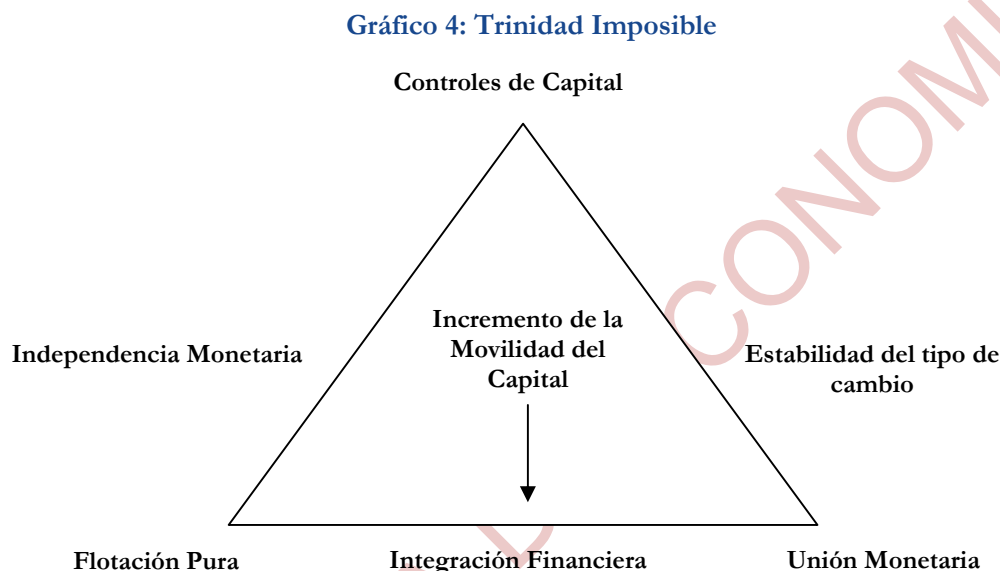 Gráfico 4: Trinidad Imposible
Controles de Capital
Incremento de la
Movilidad del
Capital
Independencia Monetaria
Estabilidad del tipo de
cambio
Flotación Pura
Integración Financiera
Unión Monetaria